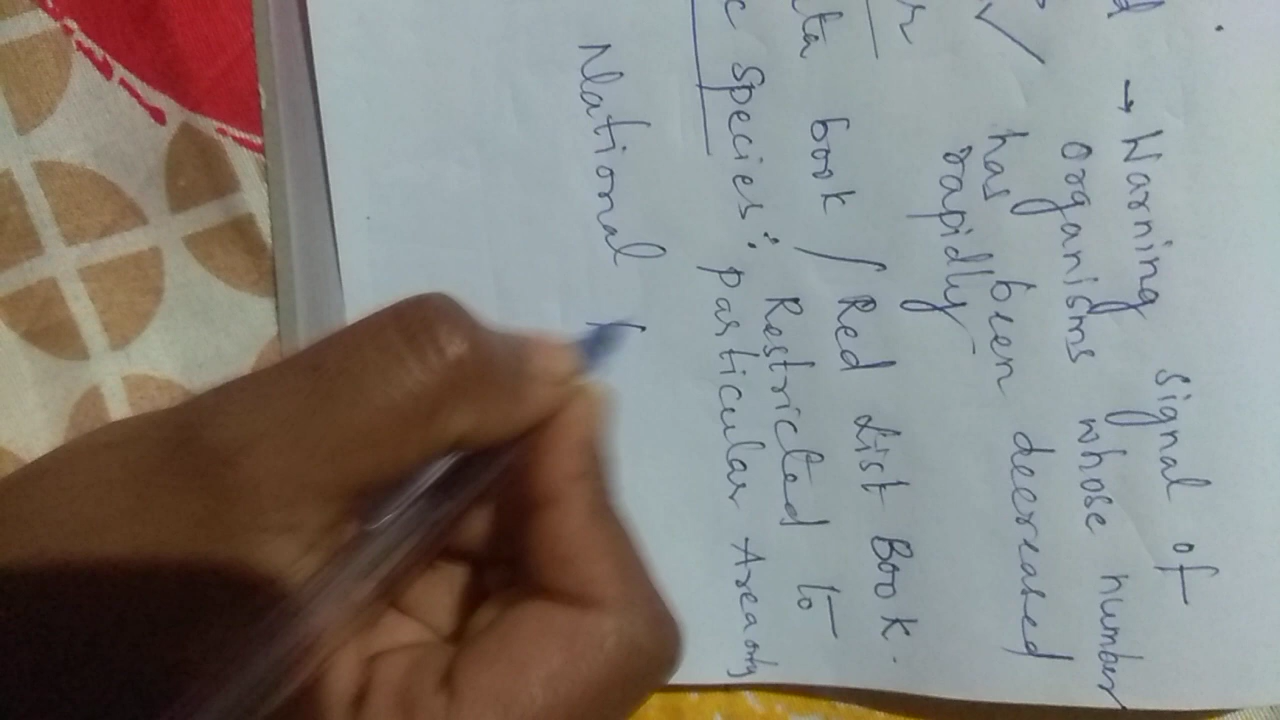 → Warning signal of
organisms whose number
✓ has been decreased
rapidly
book / Red List Book.
Species: Restricted to
particular Area only
National